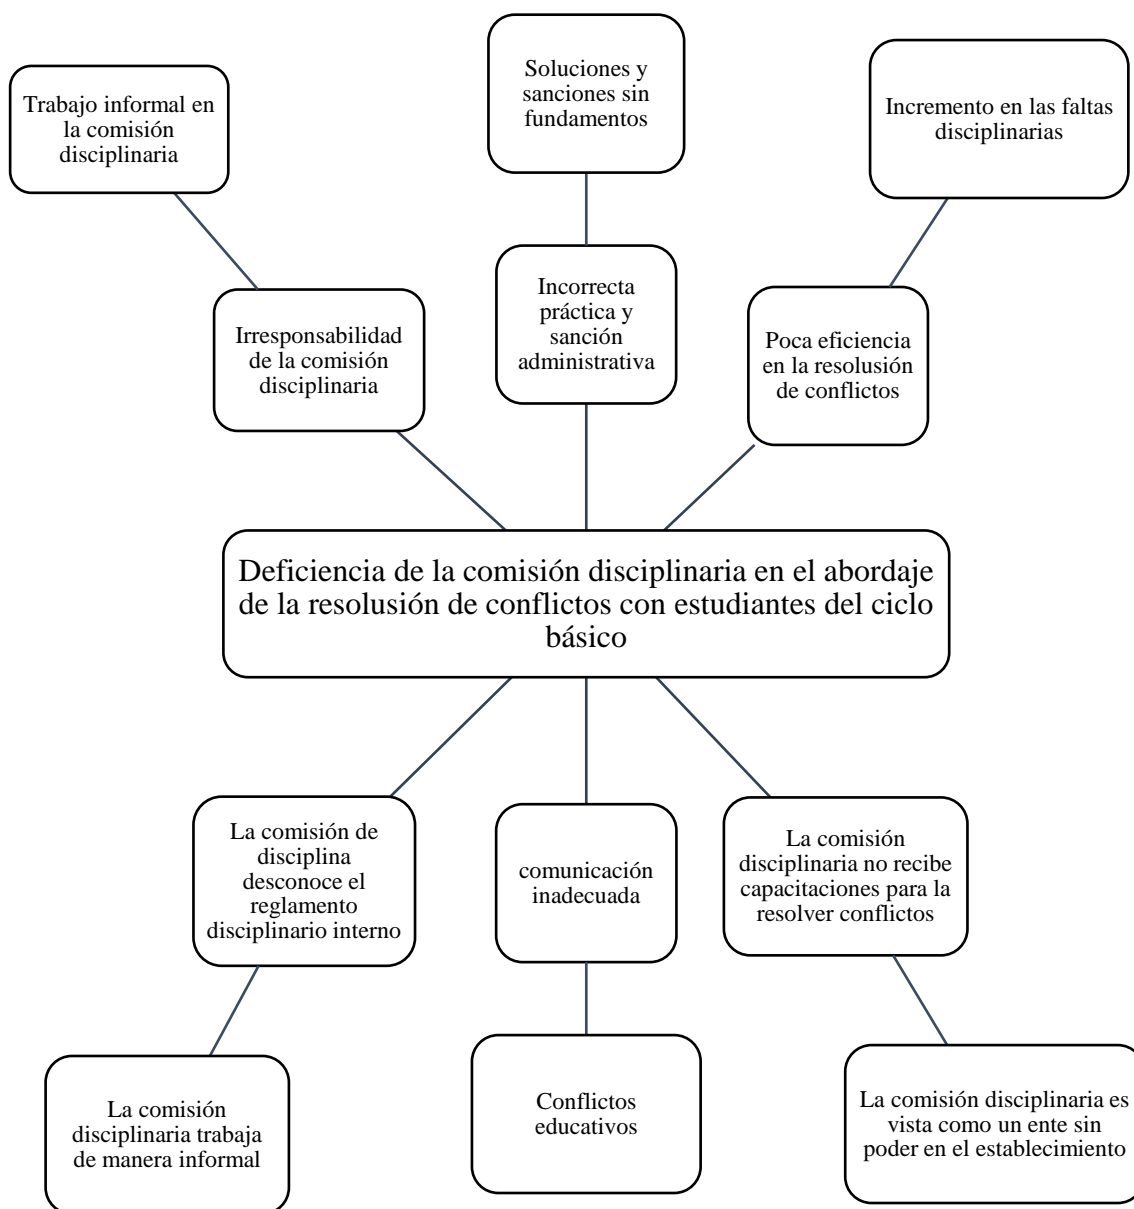 Soluciones y
sanciones sin
fundamentos
Trabajo informal en
la comisión
disciplinaria
Incremento en las faltas
disciplinarias
Incorrecta
práctica y
sanción
administrativa
Irresponsabilidad
de la comisión
disciplinaria
Poca eficiencia
en la resolución
de conflictos
Deficiencia de la comisión disciplinaria en el abordaje
de la resolusión de conflictos con estudiantes del ciclo
básico
La comisión de
disciplina
desconoce el
reglamento
disciplinario interno
comunicación
inadecuada
La comisión
disciplinaria no recibe
capacitaciones para la
resolver conflictos
La comisión
disciplinaria trabaja
de manera informal
Conflictos
educativos
La comisión disciplinaria es
vista como un ente sin
poder en el establecimiento